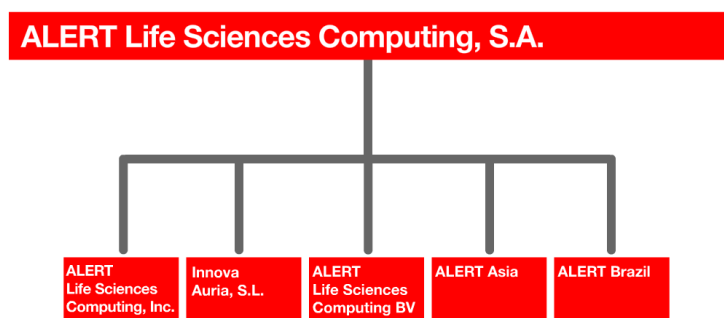 ALERT Life Sciences Computing, S.A.
ALERT
Life Sciences
Computing, Inc.
Innova
Auria, S.L.
ALERT
Life Sciences
Computing BV
ALERT Asia
ALERT Brazil